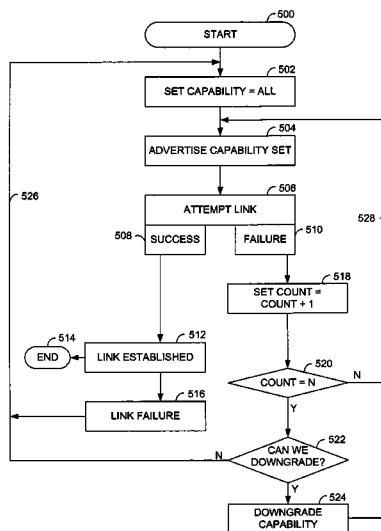 500
START
502
SET CAPABILITY = ALL
504
ADVERTISE CAPABILITY SET
526
506
ATTEMPT LINK
528
508
SUCCESS
FAILURE
510
518
SET COUNT =
COUNT + 1
514
END
512
LINK ESTABLISHED
520
COUNT = N
N
516
LINK FAILURE
Y
N
522
CAN WE
DOWNGRADE?
Y
524
DOWNGRADE
CAPABILITY